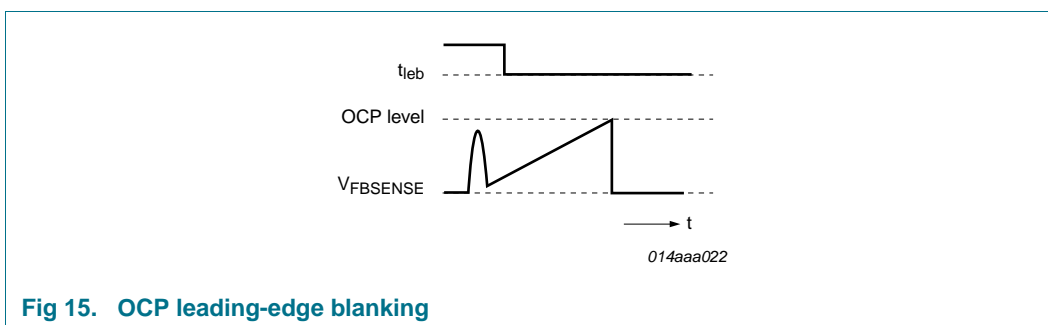 tleb
OCP level
VFBSENSE
t
014aaa022
Fig 15. OCP leading-edge blanking